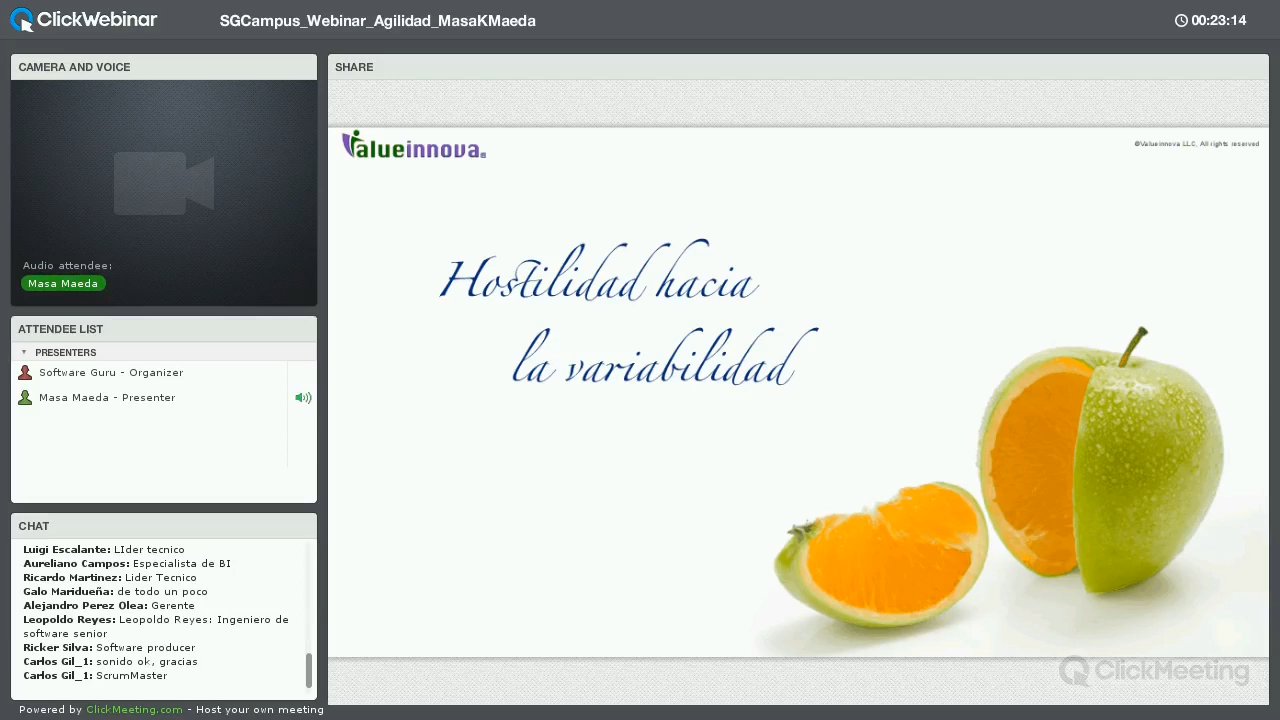 ClickWebinar
SGCampus_Webinar_Agilidad_MasaKMaeda
00:23:14
CAMERA AND VOICE
Audio attendee:
Masa Maeda
ATTENDEE LIST
PRESENTERS
Software Guru - Organizer
Masa Maeda - Presenter
CHAT
Luigi Escalante: LIder tecnico
Aureliano Campos: Especialista de BI
Ricardo Martinez: Lider Tecnico
Galo Maridueña: de todo un poco
Alejandro Perez Olea: Gerente
Leopoldo Reyes: Leopoldo Reyes: Ingeniero de
software senior
Ricker Silva: Software producer
Carlos Gil_1: sonido ok, gracias
Carlos Gil_1: ScrumMaster
Powered by ClickMeeting.com - Host your own meeting
SHARE
Valueinnova
©Valueinnova LLC, All rights reserved
Hostilidad hacia
la variabilidad
ClickMeeting